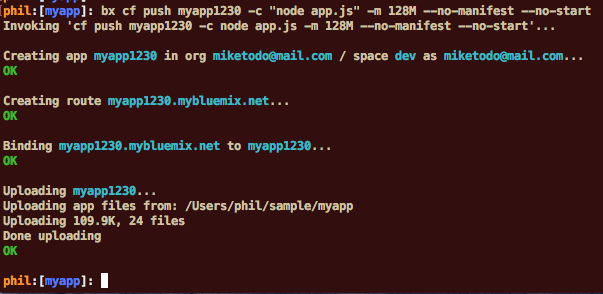 phil:[myapp]: bx cf push myapp1230 -c "node app.js" -m 128M --no-manifest --no-start
Invoking 'cf push myapp1230 -c node app.js -m 128M --no-manifest --no-start'...
Creating app myapp1230 in org miketodo@mail.com / space dev as miketodo@mail.com...
OK
Creating route myapp1230.mybluemix.net...
OK
Binding myapp1230.mybluemix.net to myapp1230...
OK
Uploading myapp1230...
Uploading app files from: /Users/phil/sample/myapp
Uploading 109.9K, 24 files
Done uploading
OK
phil:[myapp]: